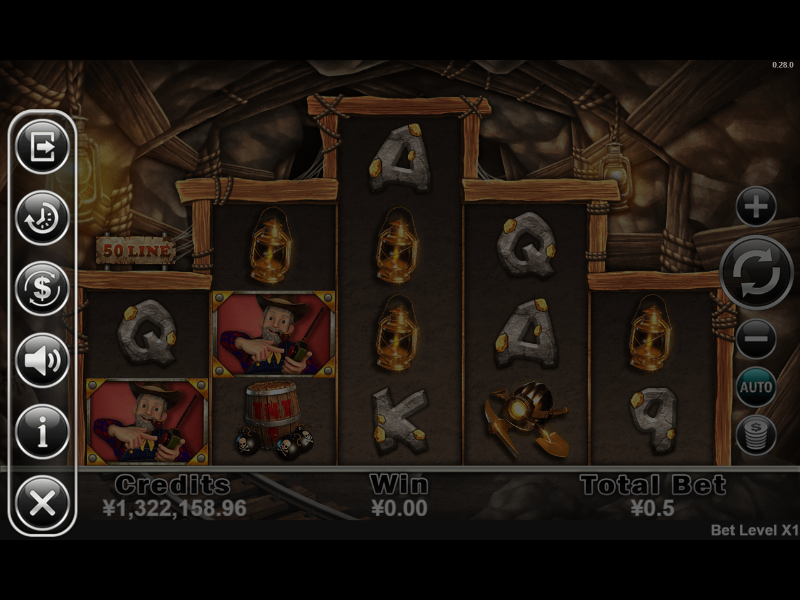 0.28.0
50 LINE
A
Q
Q
A
K
9
AUTO
Credits
Win
Total Bet
¥1,322,158.96
¥0.00
¥0.5
Bet Level X1